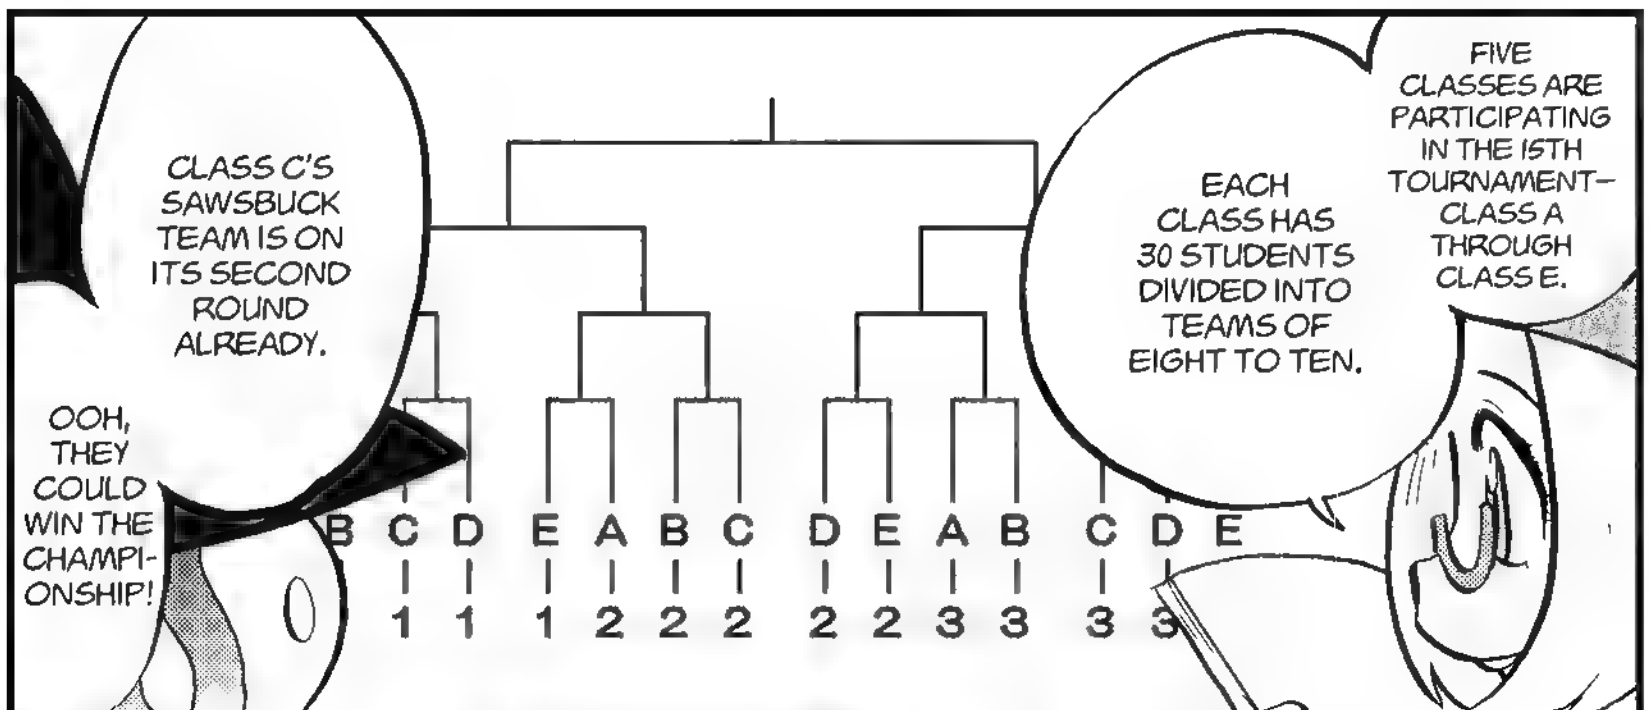 FIVE
CLASSES ARE
PARTICIPATING
IN THE 15TH
TOURNAMENT—
CLASS A
THROUGH
CLASS E.
EACH
CLASS HAS
30 STUDENTS
DIVIDED INTO
TEAMS OF
EIGHT TO TEN.
CLASS C'S
SAWSBUCK
TEAM IS ON
ITS SECOND
ROUND
ALREADY.
OOH,
THEY
COULD
WIN THE
CHAMPI-
ONSHIP!
B C D E A B C D E A B C D E
1 1 1 2 2 2 2 2 3 3 3 3